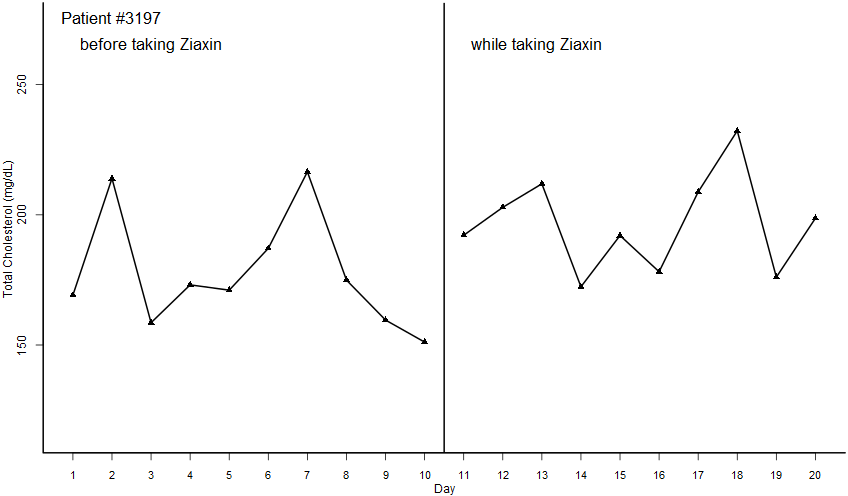 Patient #3197
before taking Ziaxin
while taking Ziaxin
Total Cholesterol (mg/dL)
250
200
150
1 2 3 4 5 6 7 8 9 10 11 12 13 14 15 16 17 18 19 20
Day